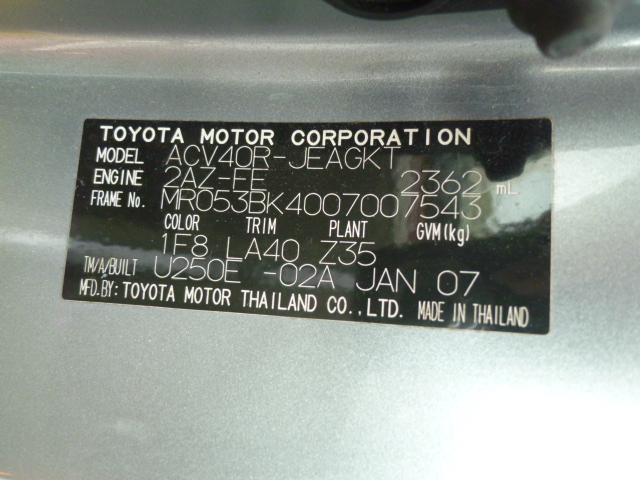 TOYOTA MOTOR CORPORATION
MODEL ACV40R-JEAGKT
ENGINE 2AZ-FE 2362 mL
FRAME No. MR053BK4007007543
COLOR TRIM PLANT GVM(kg)
1F8 LA40 Z35
TM/A/BUILT U250E -02A JAN 07
MFD.BY: TOYOTA MOTOR THAILAND CO.,LTD. MADE IN THAILAND